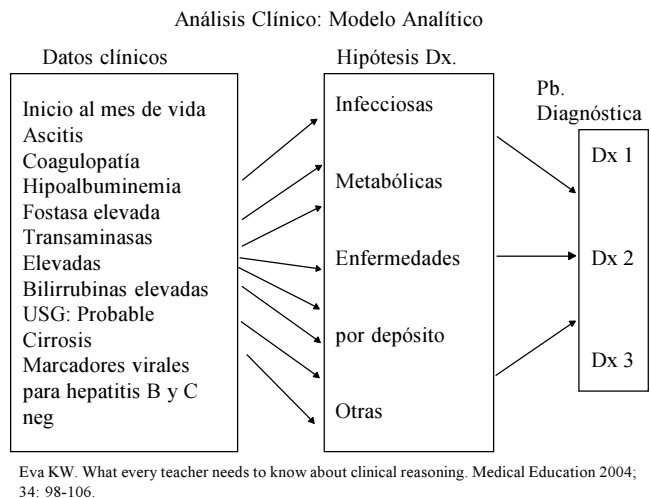 Análisis Clínico: Modelo Analítico
Datos clínicos
Inicio al mes de vida
Ascitis
Coagulopatía
Hipoalbuminemia
Fostasa elevada
Transaminasas
Elevadas
Bilirrubinas elevadas
USG: Probable
Cirrosis
Marcadores virales
para hepatitis B y C
neg
Hipótesis Dx.
Infecciosas
Metabólicas
Enfermedades
por depósito
Otras
Pb.
Diagnóstica
Dx 1
Dx 2
Dx 3
Eva KW. What every teacher needs to know about clinical reasoning. Medical Education 2004;
34: 98-106.